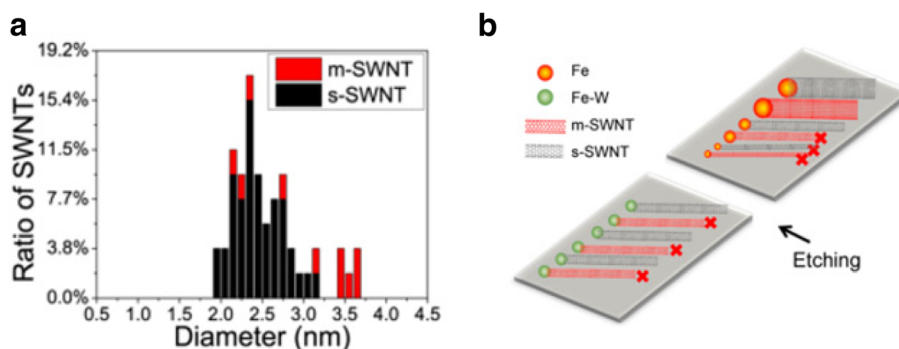 a
19.2%
15.4%
11.5%
7.7%
3.8%
0.0%
Ratio of SWNTs
m-SWNT
s-SWNT
0.5 1.0 1.5 2.0 2.5 3.0 3.5 4.0 4.5
Diameter (nm)
b
Fe
Fe-W
m-SWNT
s-SWNT
Etching